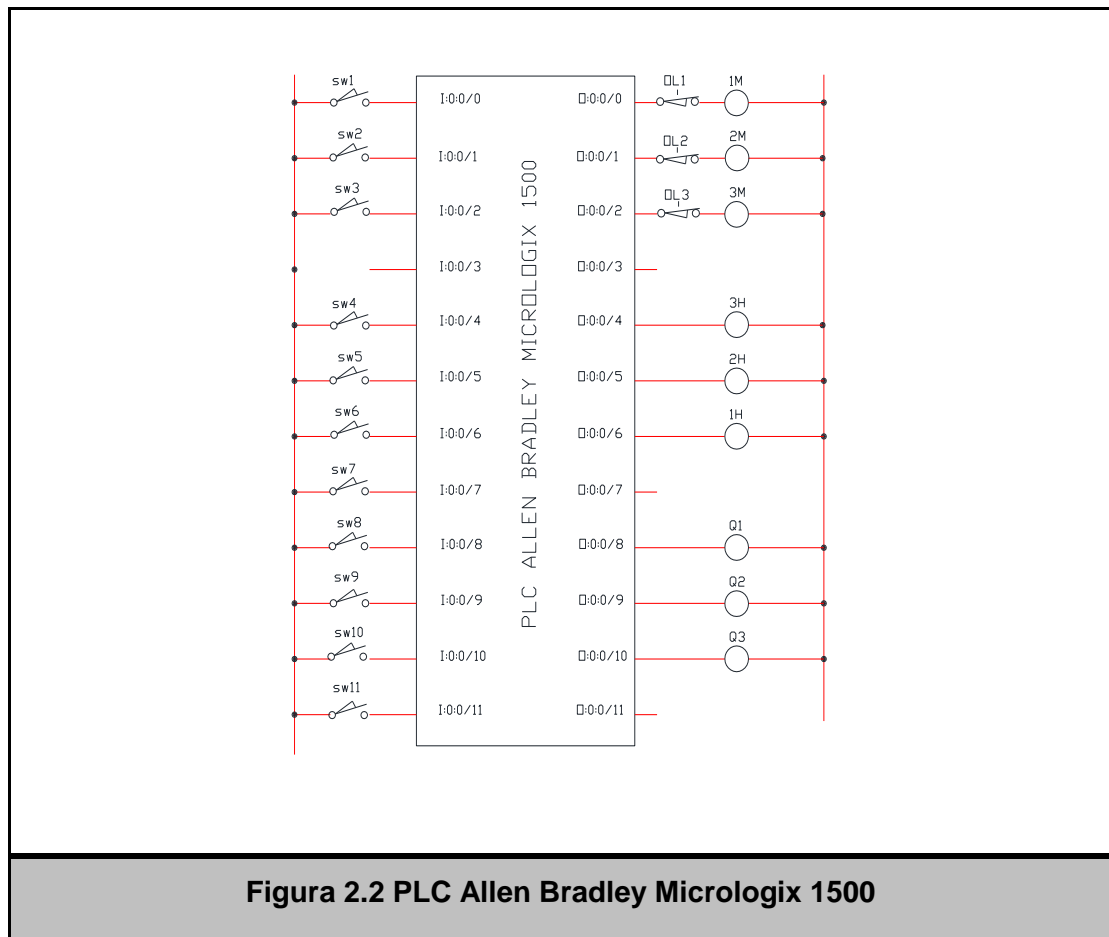 sw1
I:0:0/0
O:0:0/0
OL1
1M
sw2
I:0:0/1
O:0:0/1
OL2
2M
sw3
I:0:0/2
O:0:0/2
OL3
3M
I:0:0/3
O:0:0/3
sw4
I:0:0/4
O:0:0/4
3H
sw5
I:0:0/5
O:0:0/5
2H
sw6
I:0:0/6
O:0:0/6
1H
sw7
I:0:0/7
O:0:0/7
sw8
I:0:0/8
O:0:0/8
Q1
sw9
I:0:0/9
O:0:0/9
Q2
sw10
I:0:0/10
O:0:0/10
Q3
sw11
I:0:0/11
O:0:0/11
PLC ALLEN BRADLEY MICROLOGIX 1500
Figura 2.2 PLC Allen Bradley Micrologix 1500